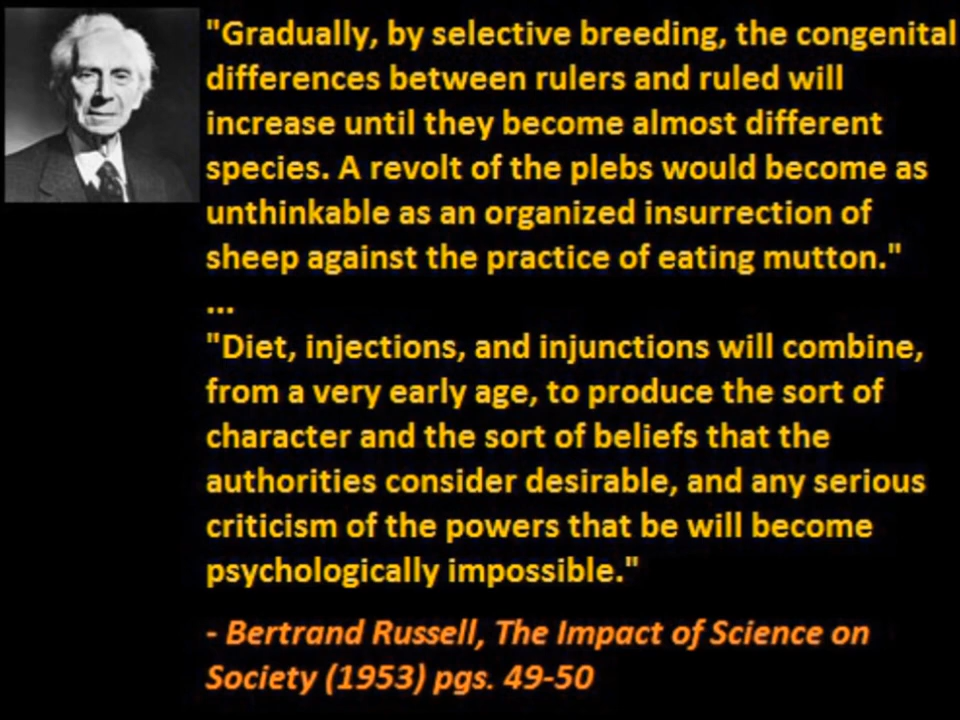 "Gradually, by selective breeding, the congenital
differences between rulers and ruled will
increase until they become almost different
species. A revolt of the plebs would become as
unthinkable as an organized insurrection of
sheep against the practice of eating mutton."
...
"Diet, injections, and injunctions will combine,
from a very early age, to produce the sort of
character and the sort of beliefs that the
authorities consider desirable, and any serious
criticism of the powers that be will become
psychologically impossible."
- Bertrand Russell, The Impact of Science on
Society (1953) pgs. 49-50